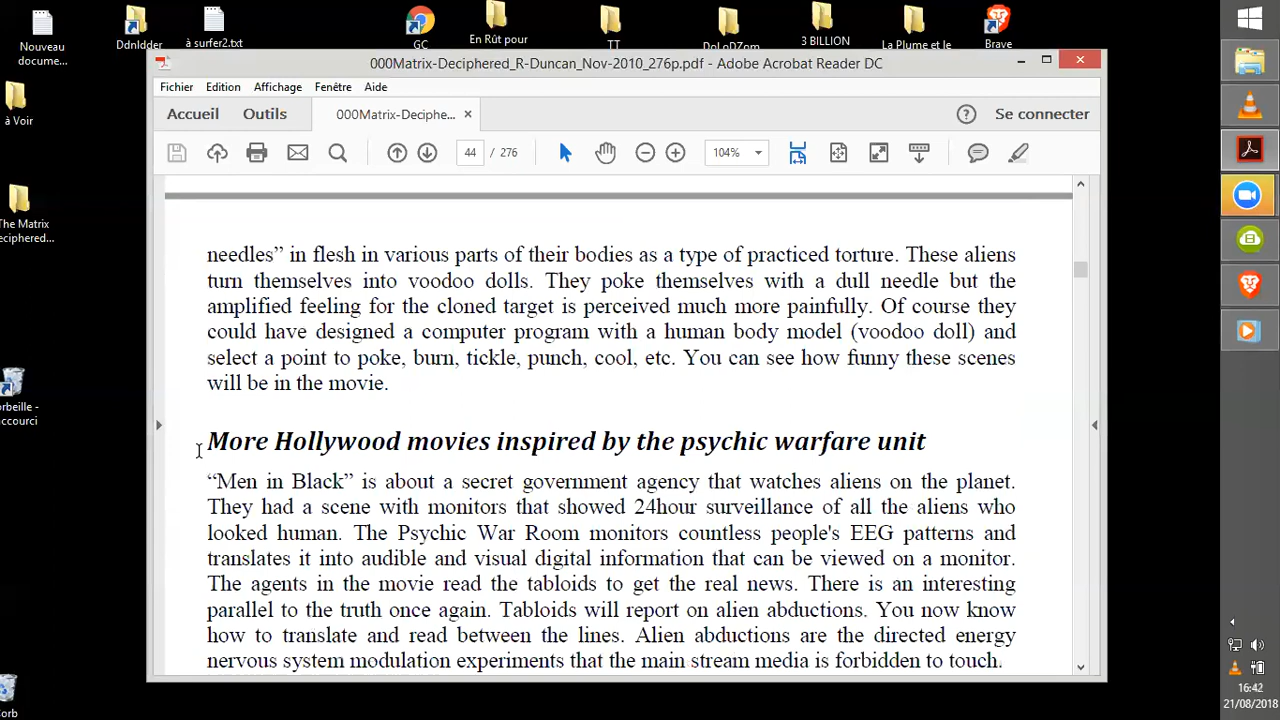 Nouveau
docume...
DdnIdder
à surfer2.txt
GC
En Rût pour
TT
DoLoDZom
3 BILLION
La Plume et le
Brave
à Voir
The Matrix
Deciphered...
orbeille -
ccourci
Corb
000Matrix-Deciphered_R-Duncan_Nov-2010_276p.pdf - Adobe Acrobat Reader DC
Fichier Edition Affichage Fenêtre Aide
Accueil Outils 000Matrix-Deciphe... × Se connecter
44 / 276 104%
needles” in flesh in various parts of their bodies as a type of practiced torture. These aliens
turn themselves into voodoo dolls. They poke themselves with a dull needle but the
amplified feeling for the cloned target is perceived much more painfully. Of course they
could have designed a computer program with a human body model (voodoo doll) and
select a point to poke, burn, tickle, punch, cool, etc. You can see how funny these scenes
will be in the movie.
More Hollywood movies inspired by the psychic warfare unit
“Men in Black” is about a secret government agency that watches aliens on the planet.
They had a scene with monitors that showed 24hour surveillance of all the aliens who
looked human. The Psychic War Room monitors countless people's EEG patterns and
translates it into audible and visual digital information that can be viewed on a monitor.
The agents in the movie read the tabloids to get the real news. There is an interesting
parallel to the truth once again. Tabloids will report on alien abductions. You now know
how to translate and read between the lines. Alien abductions are the directed energy
nervous system modulation experiments that the main stream media is forbidden to touch.
16:42
21/08/2018